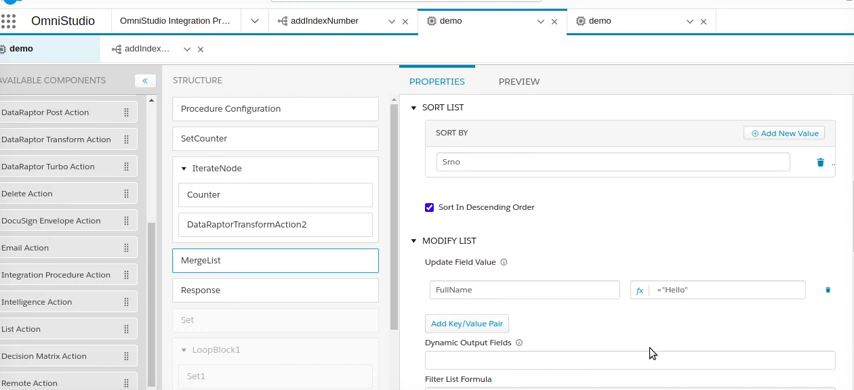 OmniStudio
OmniStudio Integration Pr...
addIndexNumber
demo
demo
demo
addIndex...
AVAILABLE COMPONENTS
DataRaptor Post Action
DataRaptor Transform Action
DataRaptor Turbo Action
Delete Action
DocuSign Envelope Action
Email Action
Integration Procedure Action
Intelligence Action
List Action
Decision Matrix Action
Remote Action
STRUCTURE
Procedure Configuration
SetCounter
IterateNode
Counter
DataRaptorTransformAction2
MergeList
Response
Set
LoopBlock1
Set1
PROPERTIES
PREVIEW
SORT LIST
SORT BY
Add New Value
Srno
Sort In Descending Order
MODIFY LIST
Update Field Value
FullName
fx
="Hello"
Add Key/Value Pair
Dynamic Output Fields
Filter List Formula